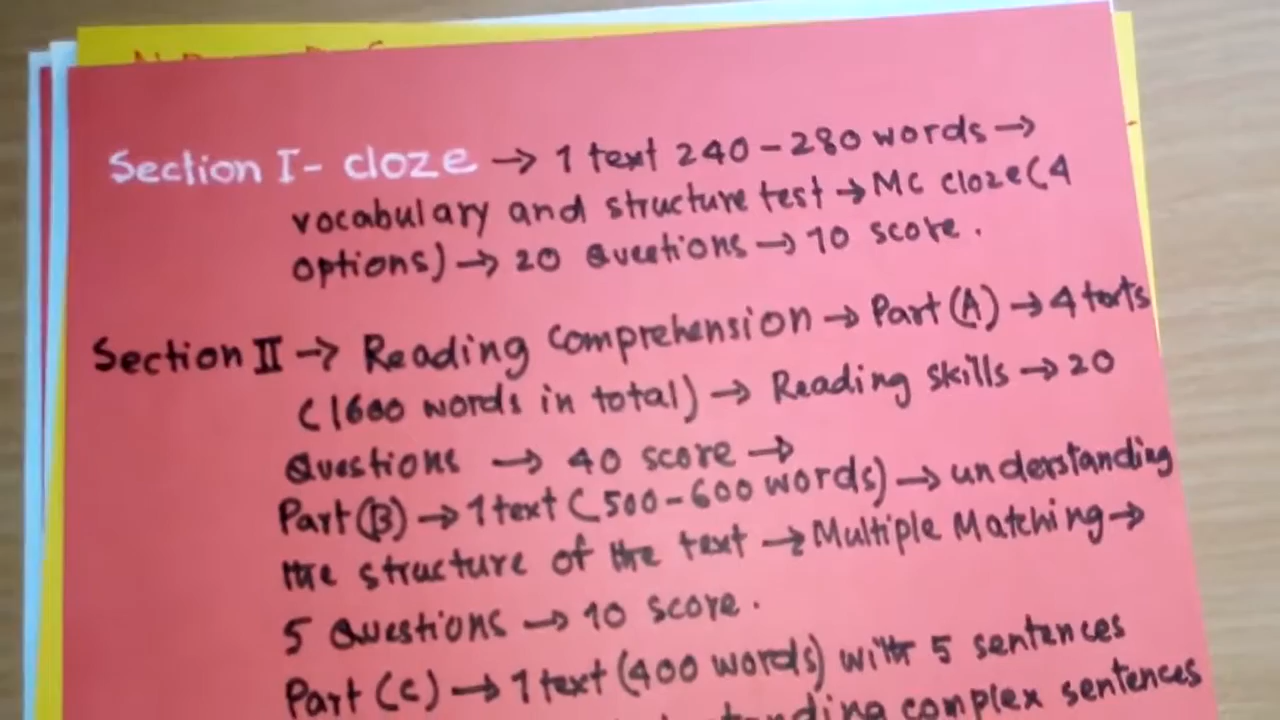 Section I - cloze → 1 text 240-280 words →
vocabulary and structure test → MC cloze (4
options) → 20 Questions → 10 score.
Section II → Reading comprehension → Part (A) → 4 texts
(1600 words in total) → Reading skills → 20
Questions → 40 score →
Part (B) → 1 text (500-600 words) → understanding
the structure of the text → Multiple Matching →
5 Questions → 10 score.
Part (C) → 1 text (400 words) with 5 sentences
complex sentences